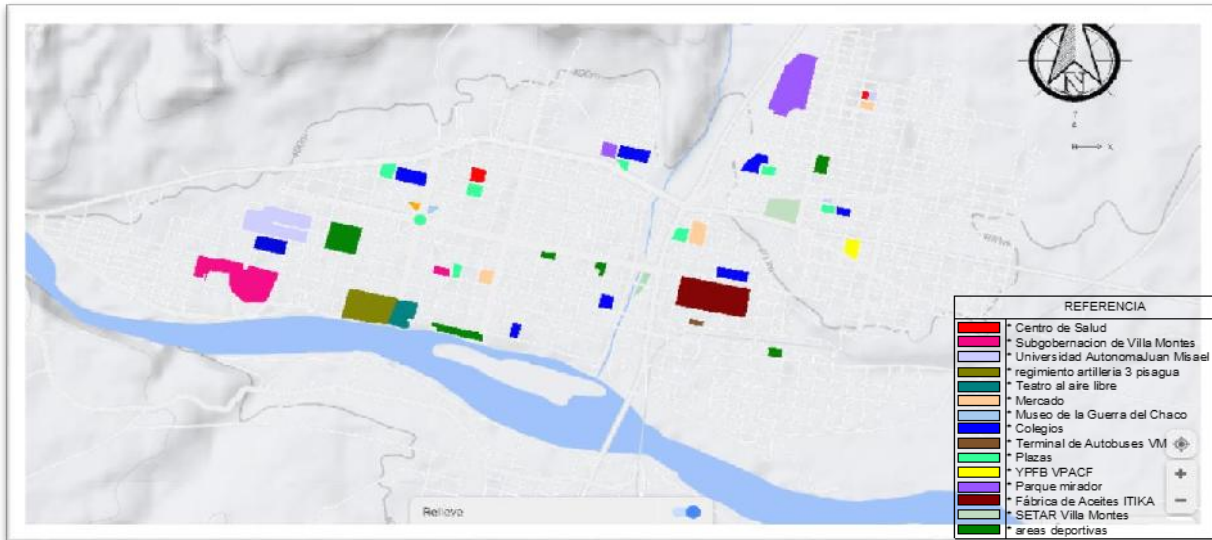 400m
400m
N
X
REFERENCIA
* Centro de Salud
* Subgobernacion de Villa Montes
* Universidad AutonomaJuan Misael
* regimiento artilleria 3 pisagua
* Teatro al aire libre
* Mercado
* Museo de la Guerra del Chaco
* Colegios
* Terminal de Autobuses VM
* Plazas
* YPFB VPACF
* Parque mirador
* Fábrica de Aceites ITIKA
* SETAR Villa Montes
* areas deportivas
Relieve